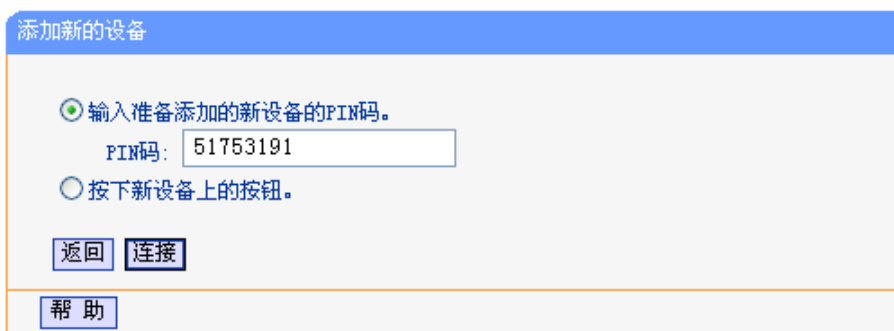 添加新的设备
输入准备添加的新设备的PIN码。
PIN码: 51753191
按下新设备上的按钮。
返回 连接
帮 助